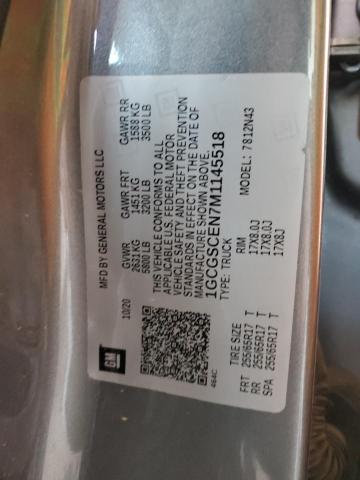 MFD BY GENERAL MOTORS LLC
10/20
GVWR GAWR FRT GAWR RR
2631 KG 1451 KG 1588 KG
5800 LB 3200 LB 3500 LB
THIS VEHICLE CONFORMS TO ALL
APPLICABLE U.S. FEDERAL MOTOR
VEHICLE SAFETY AND THEFT PREVENTION
STANDARDS IN EFFECT ON THE DATE OF
MANUFACTURE SHOWN ABOVE.
1GCGSCEN7M1145518
TYPE: TRUCK MODEL: 7812N43
TIRE SIZE RIM
FRT 255/65R17 T 17X8.0J
RR 255/65R17 T 17X8.0J
SPA 255/65R17 T 17X8J
GM
464C